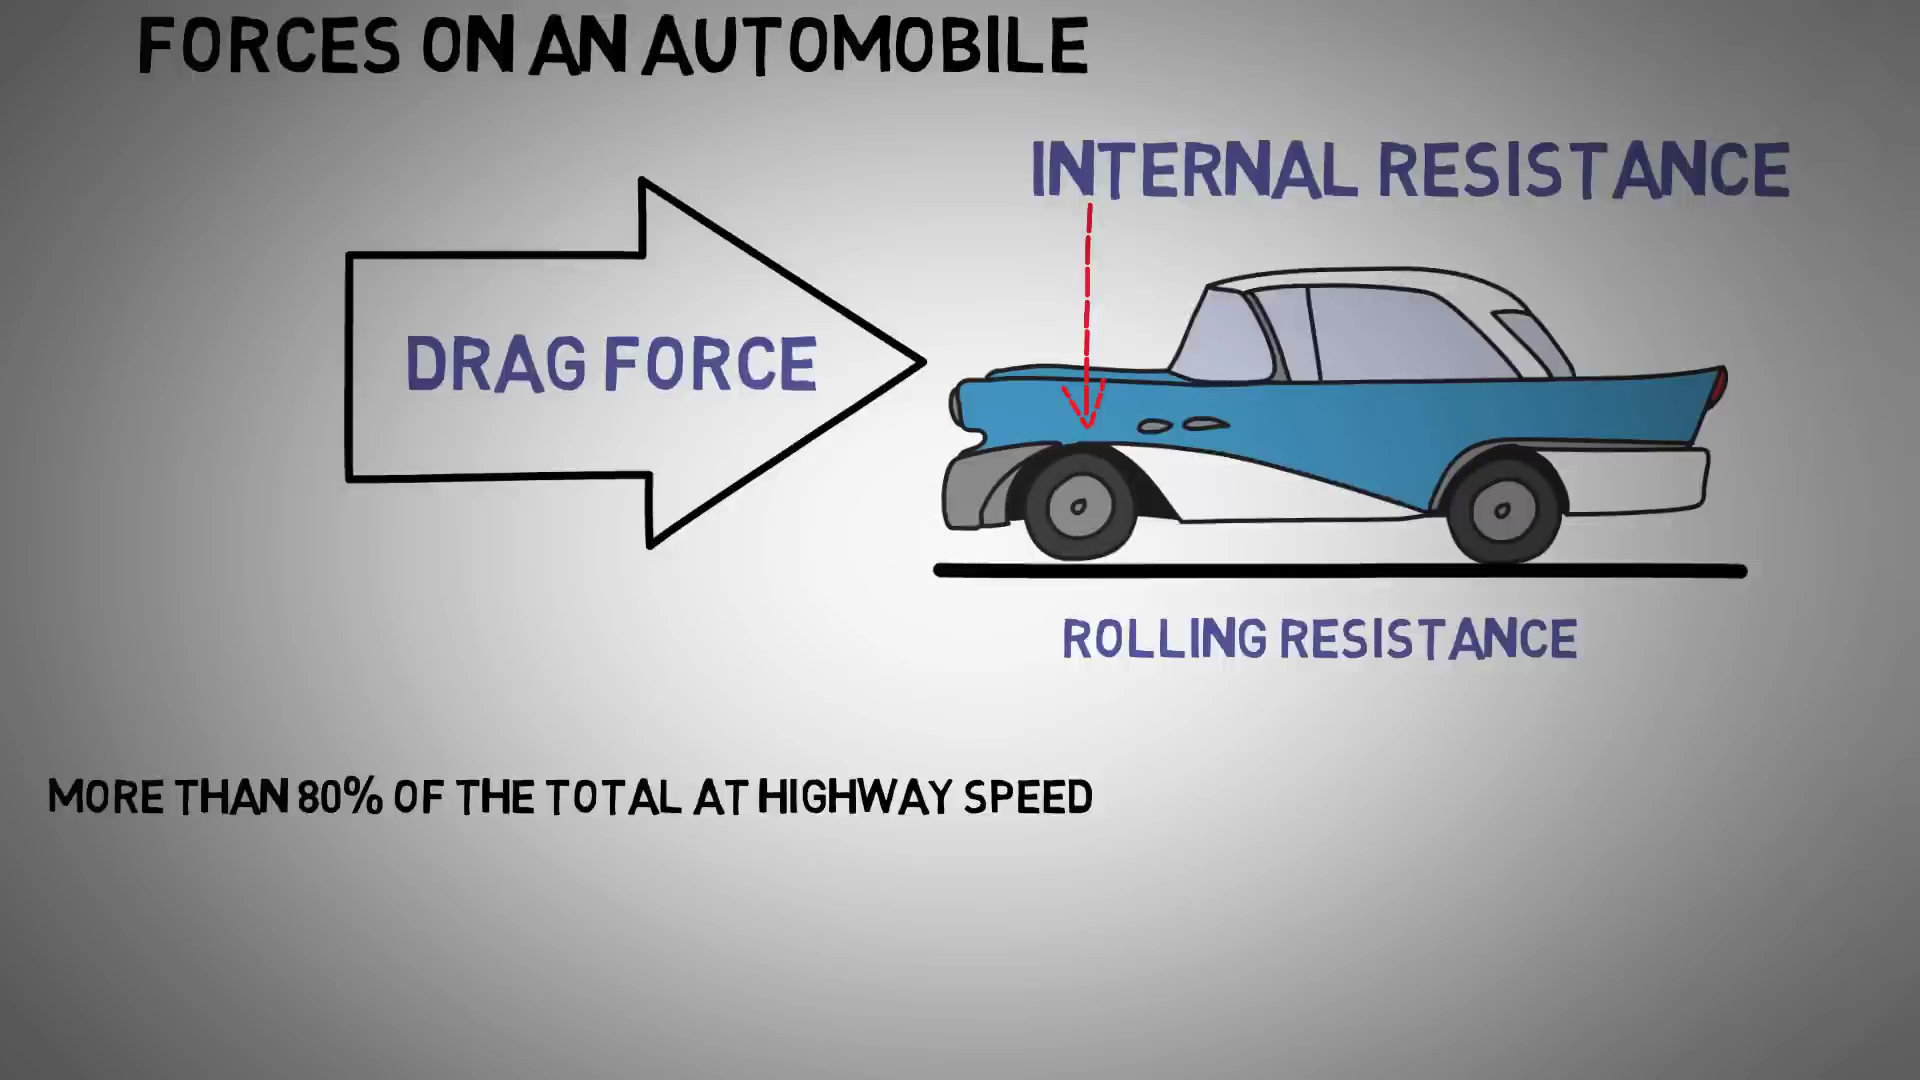 FORCES ON AN AUTOMOBILE
INTERNAL RESISTANCE
DRAG FORCE
ROLLING RESISTANCE
MORE THAN 80% OF THE TOTAL AT HIGHWAY SPEED